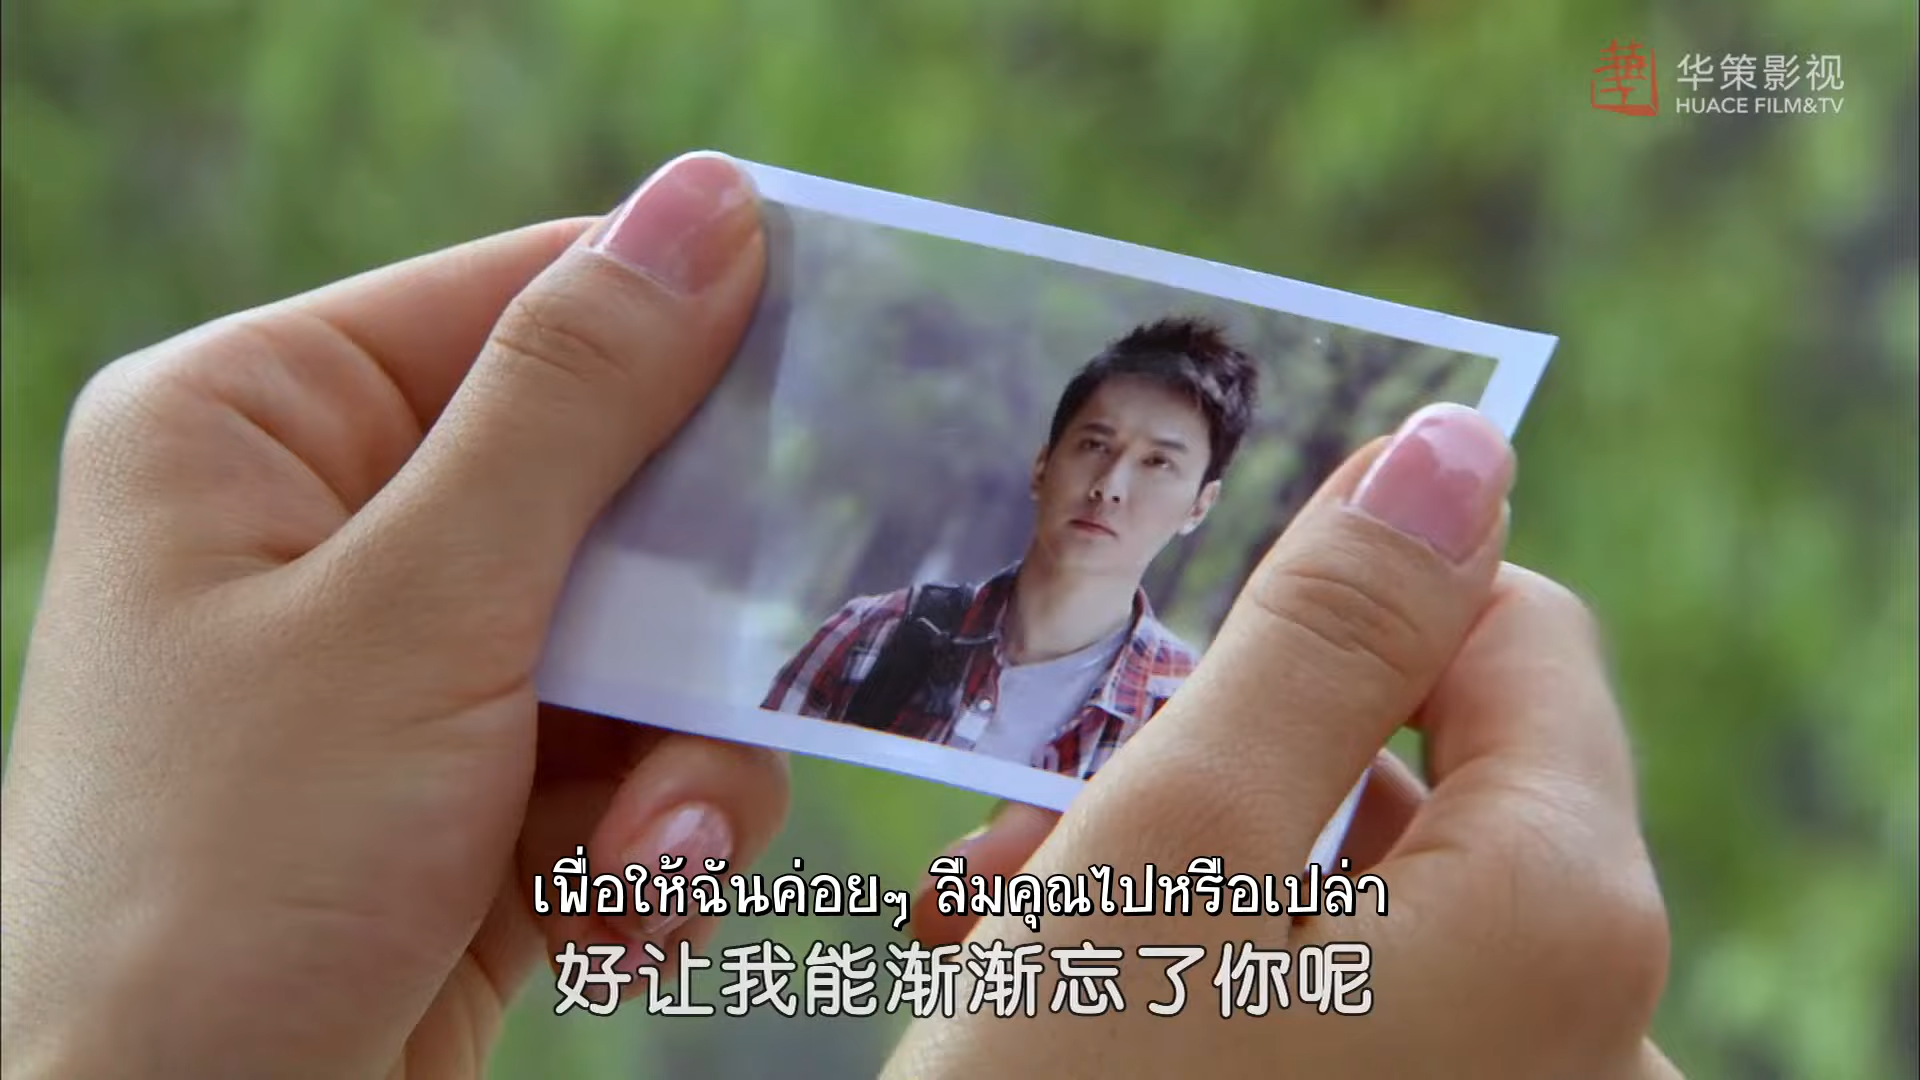 华策影视
HUACE FILM&TV
เพื่อให้ฉันค่อยๆ ลืมคุณไปหรือเปล่า
好让我能渐渐忘了你呢